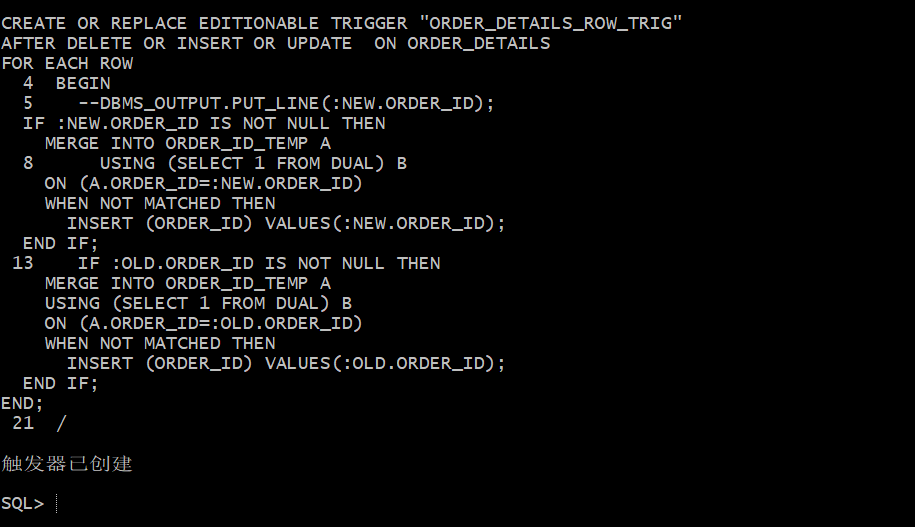 CREATE OR REPLACE EDITIONABLE TRIGGER "ORDER_DETAILS_ROW_TRIG"
AFTER DELETE OR INSERT OR UPDATE  ON ORDER_DETAILS
FOR EACH ROW
  4  BEGIN
  5    --DBMS_OUTPUT.PUT_LINE(:NEW.ORDER_ID);
  IF :NEW.ORDER_ID IS NOT NULL THEN
    MERGE INTO ORDER_ID_TEMP A
  8      USING (SELECT 1 FROM DUAL) B
    ON (A.ORDER_ID=:NEW.ORDER_ID)
    WHEN NOT MATCHED THEN
      INSERT (ORDER_ID) VALUES(:NEW.ORDER_ID);
  END IF;
 13    IF :OLD.ORDER_ID IS NOT NULL THEN
    MERGE INTO ORDER_ID_TEMP A
    USING (SELECT 1 FROM DUAL) B
    ON (A.ORDER_ID=:OLD.ORDER_ID)
    WHEN NOT MATCHED THEN
      INSERT (ORDER_ID) VALUES(:OLD.ORDER_ID);
  END IF;
END;
 21  /
触发器已创建
SQL>